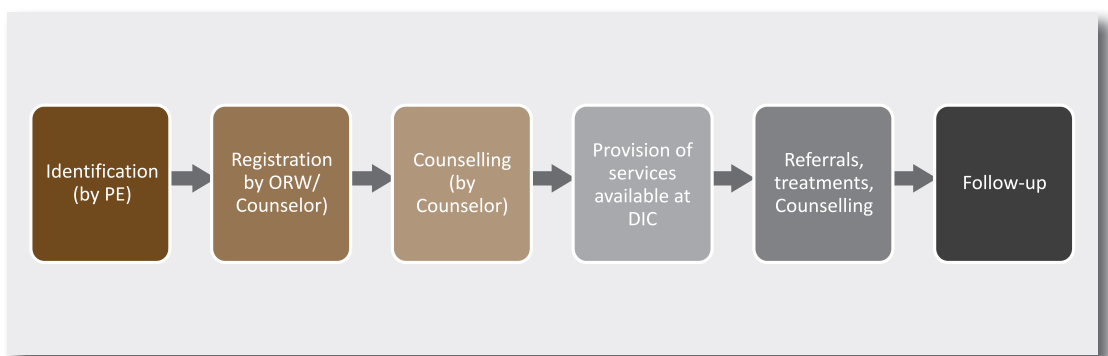 Identification
(by PE)
Registration
by ORW/
Counselor)
Counselling
(by
Counselor)
Provision of
services
available at
DIC
Referrals,
treatments,
Counselling
Follow-up